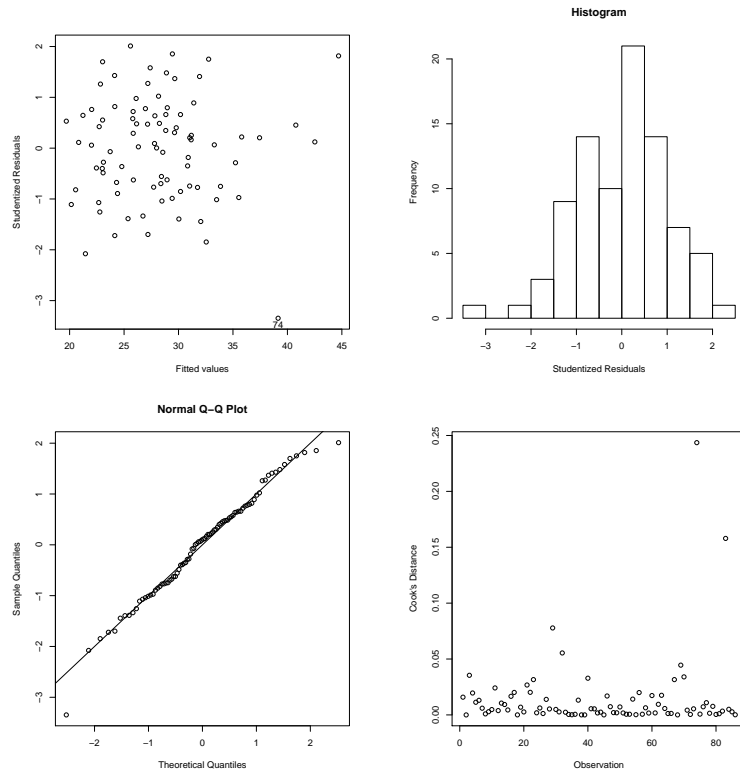 Histogram
2
1
0
−1
−2
−3
Studentized Residuals
74
20 25 30 35 40 45
Fitted values
20
15
10
5
0
Frequency
−3 −2 −1 0 1 2
Studentized Residuals
Normal Q−Q Plot
2
1
0
−1
−2
−3
Sample Quantiles
−2 −1 0 1 2
Theoretical Quantiles
0.25
0.20
0.15
0.10
0.05
0.00
Cook's Distance
0 20 40 60 80
Observation